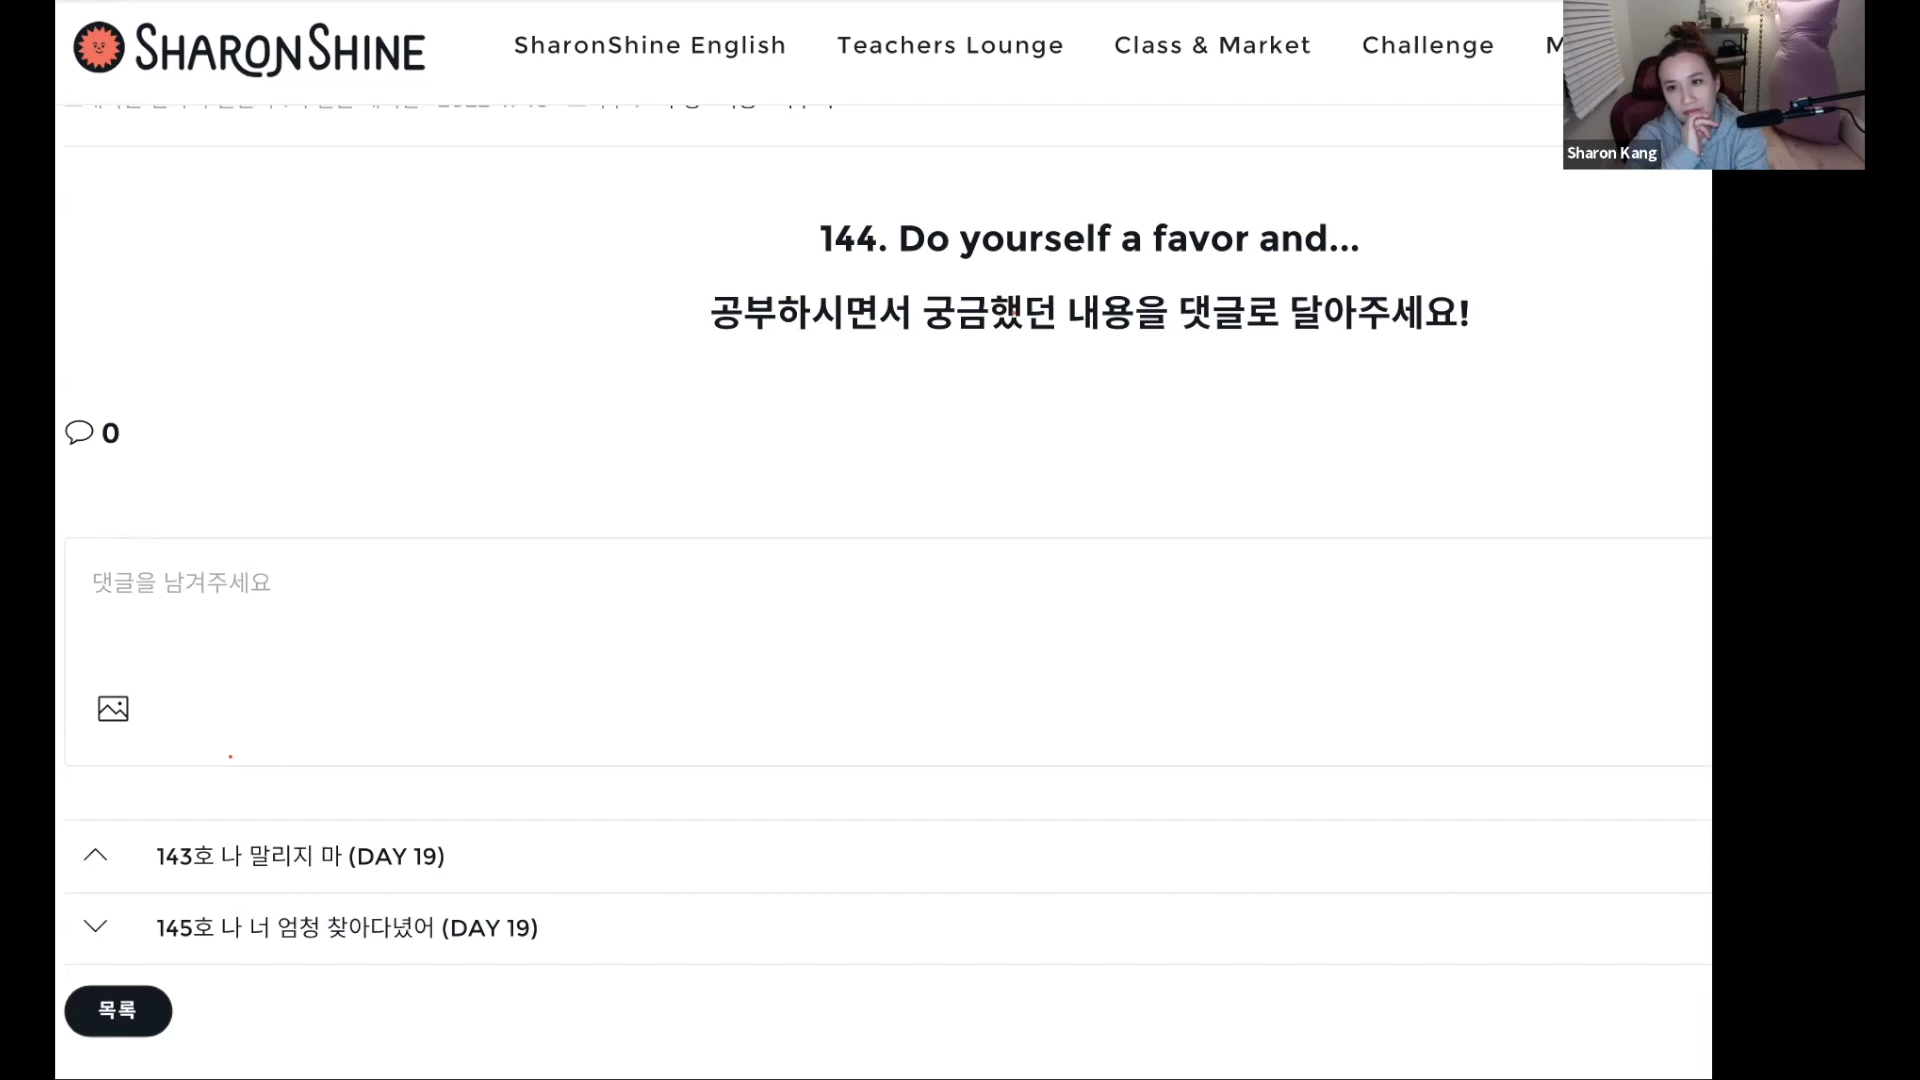 SHARONSHINE
SharonShine English
Teachers Lounge
Class & Market
Challenge
Sharon Kang
144. Do yourself a favor and...
공부하시면서 궁금했던 내용을 댓글로 달아주세요!
0
댓글을 남겨주세요
143호 나 말리지 마 (DAY 19)
145호 나 너 엄청 찾아다녔어 (DAY 19)
목록